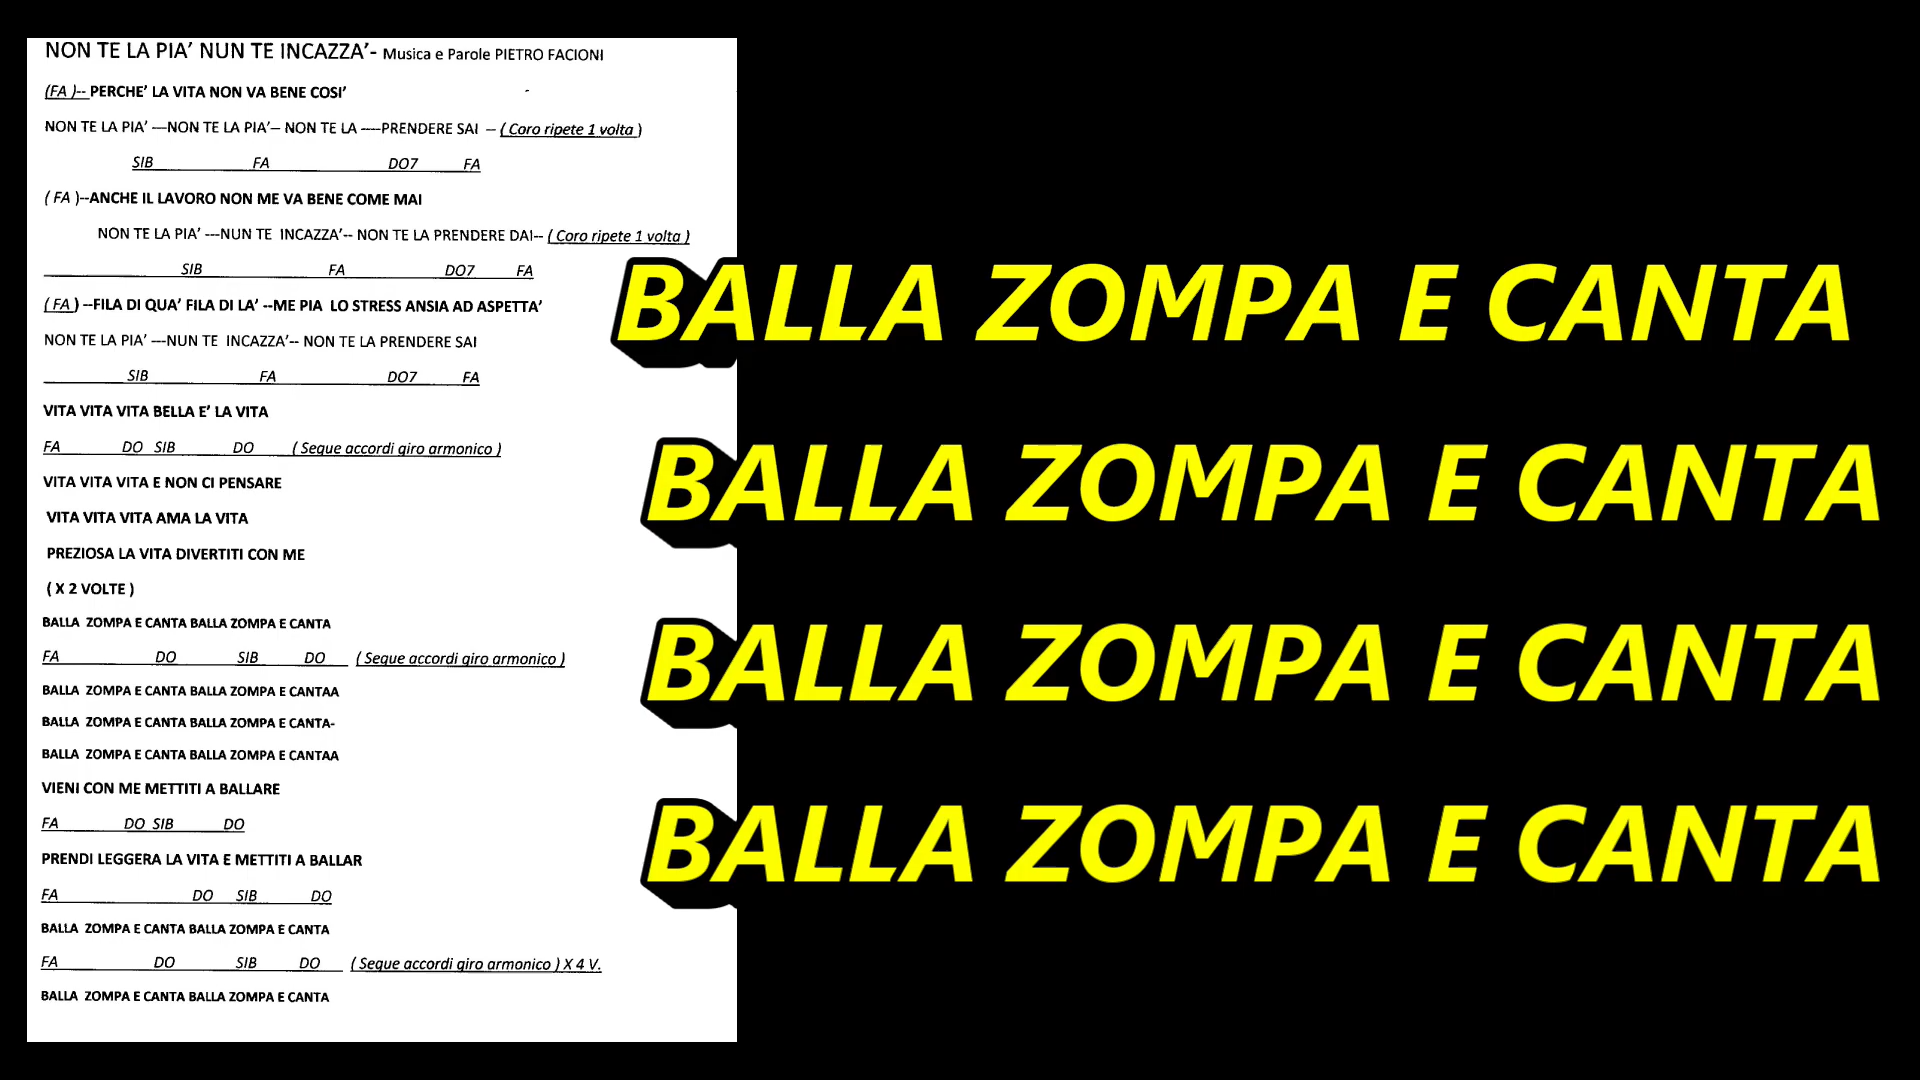 NON TE LA PIA’ NUN TE INCAZZA’- Musica e Parole PIETRO FACIONI
(FA )-- PERCHE’ LA VITA NON VA BENE COSI’
NON TE LA PIA’ ---NON TE LA PIA’-- NON TE LA ----PRENDERE SAI -- ( Coro ripete 1 volta )
SIB FA DO7 FA
( FA )--ANCHE IL LAVORO NON ME VA BENE COME MAI
NON TE LA PIA’ ---NUN TE INCAZZA’-- NON TE LA PRENDERE DAI-- ( Coro ripete 1 volta )
SIB FA DO7 FA
( FA ) --FILA DI QUA’ FILA DI LA’ --ME PIA LO STRESS ANSIA AD ASPETTA’
NON TE LA PIA’ ---NUN TE INCAZZA’-- NON TE LA PRENDERE SAI
SIB FA DO7 FA
VITA VITA VITA BELLA E’ LA VITA
FA DO SIB DO ( Segue accordi giro armonico )
VITA VITA VITA E NON CI PENSARE
VITA VITA VITA AMA LA VITA
PREZIOSA LA VITA DIVERTITI CON ME
( X 2 VOLTE )
BALLA ZOMPA E CANTA BALLA ZOMPA E CANTA
FA DO SIB DO ( Segue accordi giro armonico )
BALLA ZOMPA E CANTA BALLA ZOMPA E CANTAA
BALLA ZOMPA E CANTA BALLA ZOMPA E CANTA-
BALLA ZOMPA E CANTA BALLA ZOMPA E CANTAA
VIENI CON ME METTITI A BALLARE
FA DO SIB DO
PRENDI LEGGERA LA VITA E METTITI A BALLAR
FA DO SIB DO
BALLA ZOMPA E CANTA BALLA ZOMPA E CANTA
FA DO SIB DO ( Segue accordi giro armonico ) X 4 V.
BALLA ZOMPA E CANTA BALLA ZOMPA E CANTA
BALLA ZOMPA E CANTA
BALLA ZOMPA E CANTA
BALLA ZOMPA E CANTA
BALLA ZOMPA E CANTA